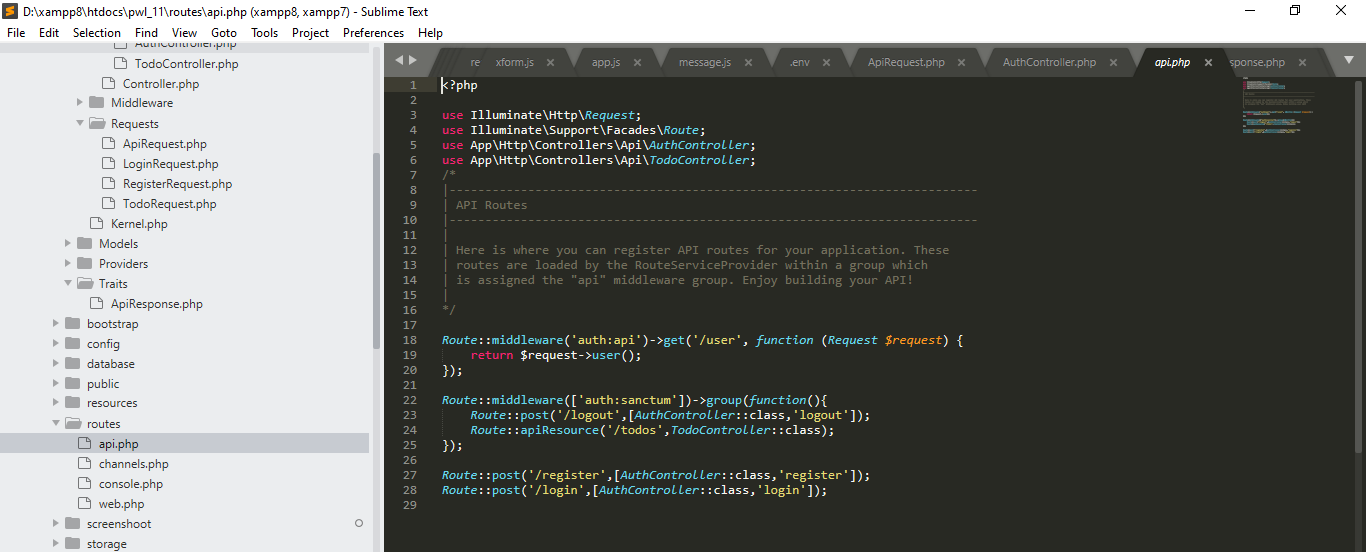 D:\xampp8\htdocs\pwl_11\routes\api.php (xampp8, xampp7) - Sublime Text
File Edit Selection Find View Goto Tools Project Preferences Help
AuthController.php
TodoController.php
Controller.php
Middleware
Requests
ApiRequest.php
LoginRequest.php
RegisterRequest.php
TodoRequest.php
Kernel.php
Models
Providers
Traits
ApiResponse.php
bootstrap
config
database
public
resources
routes
api.php
channels.php
console.php
web.php
screenshoot
storage
re xform.js app.js message.js .env ApiRequest.php AuthController.php api.php sponse.php
1 <?php
2
3 use Illuminate\Http\Request;
4 use Illuminate\Support\Facades\Route;
5 use App\Http\Controllers\Api\AuthController;
6 use App\Http\Controllers\Api\TodoController;
7 /*
8 |--------------------------------------------------------------------------
9 | API Routes
10 |--------------------------------------------------------------------------
11 |
12 | Here is where you can register API routes for your application. These
13 | routes are loaded by the RouteServiceProvider within a group which
14 | is assigned the "api" middleware group. Enjoy building your API!
15 |
16 */
17
18 Route::middleware('auth:api')->get('/user', function (Request $request) {
19     return $request->user();
20 });
21
22 Route::middleware(['auth:sanctum'])->group(function(){
23     Route::post('/logout',[AuthController::class,'logout']);
24     Route::apiResource('/todos',TodoController::class);
25 });
26
27 Route::post('/register',[AuthController::class,'register']);
28 Route::post('/login',[AuthController::class,'login']);
29